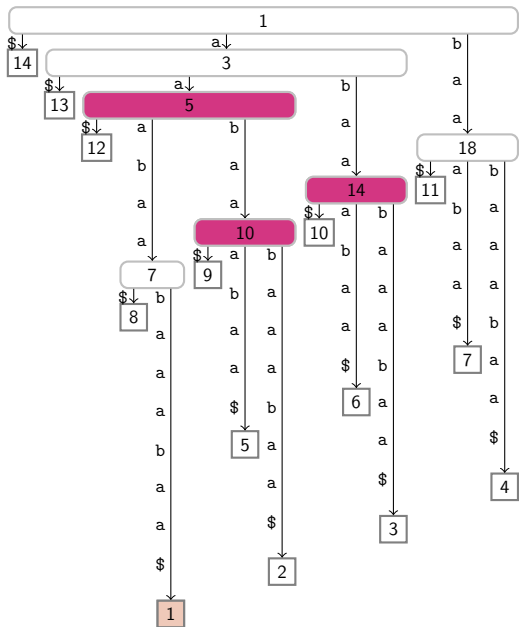 1
$ a b
14 3 a
$ a b a
13 5 a 18
$ a b a $ a b
12 b a 14 11 b a
a a $ a b a a
a 10 10 b a a b
7 $ a b a a $ a
$ b 9 b a a b 7 a
8 a a a $ a $
a a b 6 a 4
a $ a $
b 5 a 3
a $
a 2
$
1